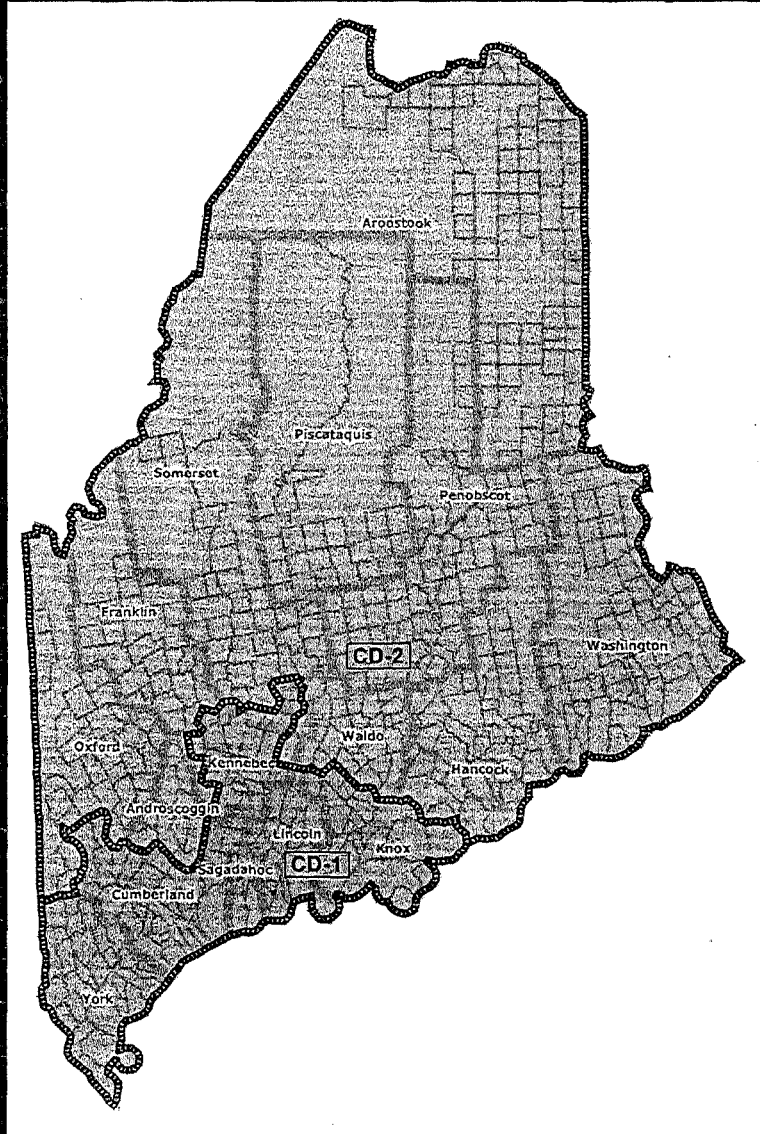 Aroostook
Piscataquis
Somerset
Penobscot
Franklin
Washington
CD-2
Waldo
Oxford
Kennebec
Hancock
Androscoggin
Lincoln
Knox
CD-1
Sagadahoc
Cumberland
York